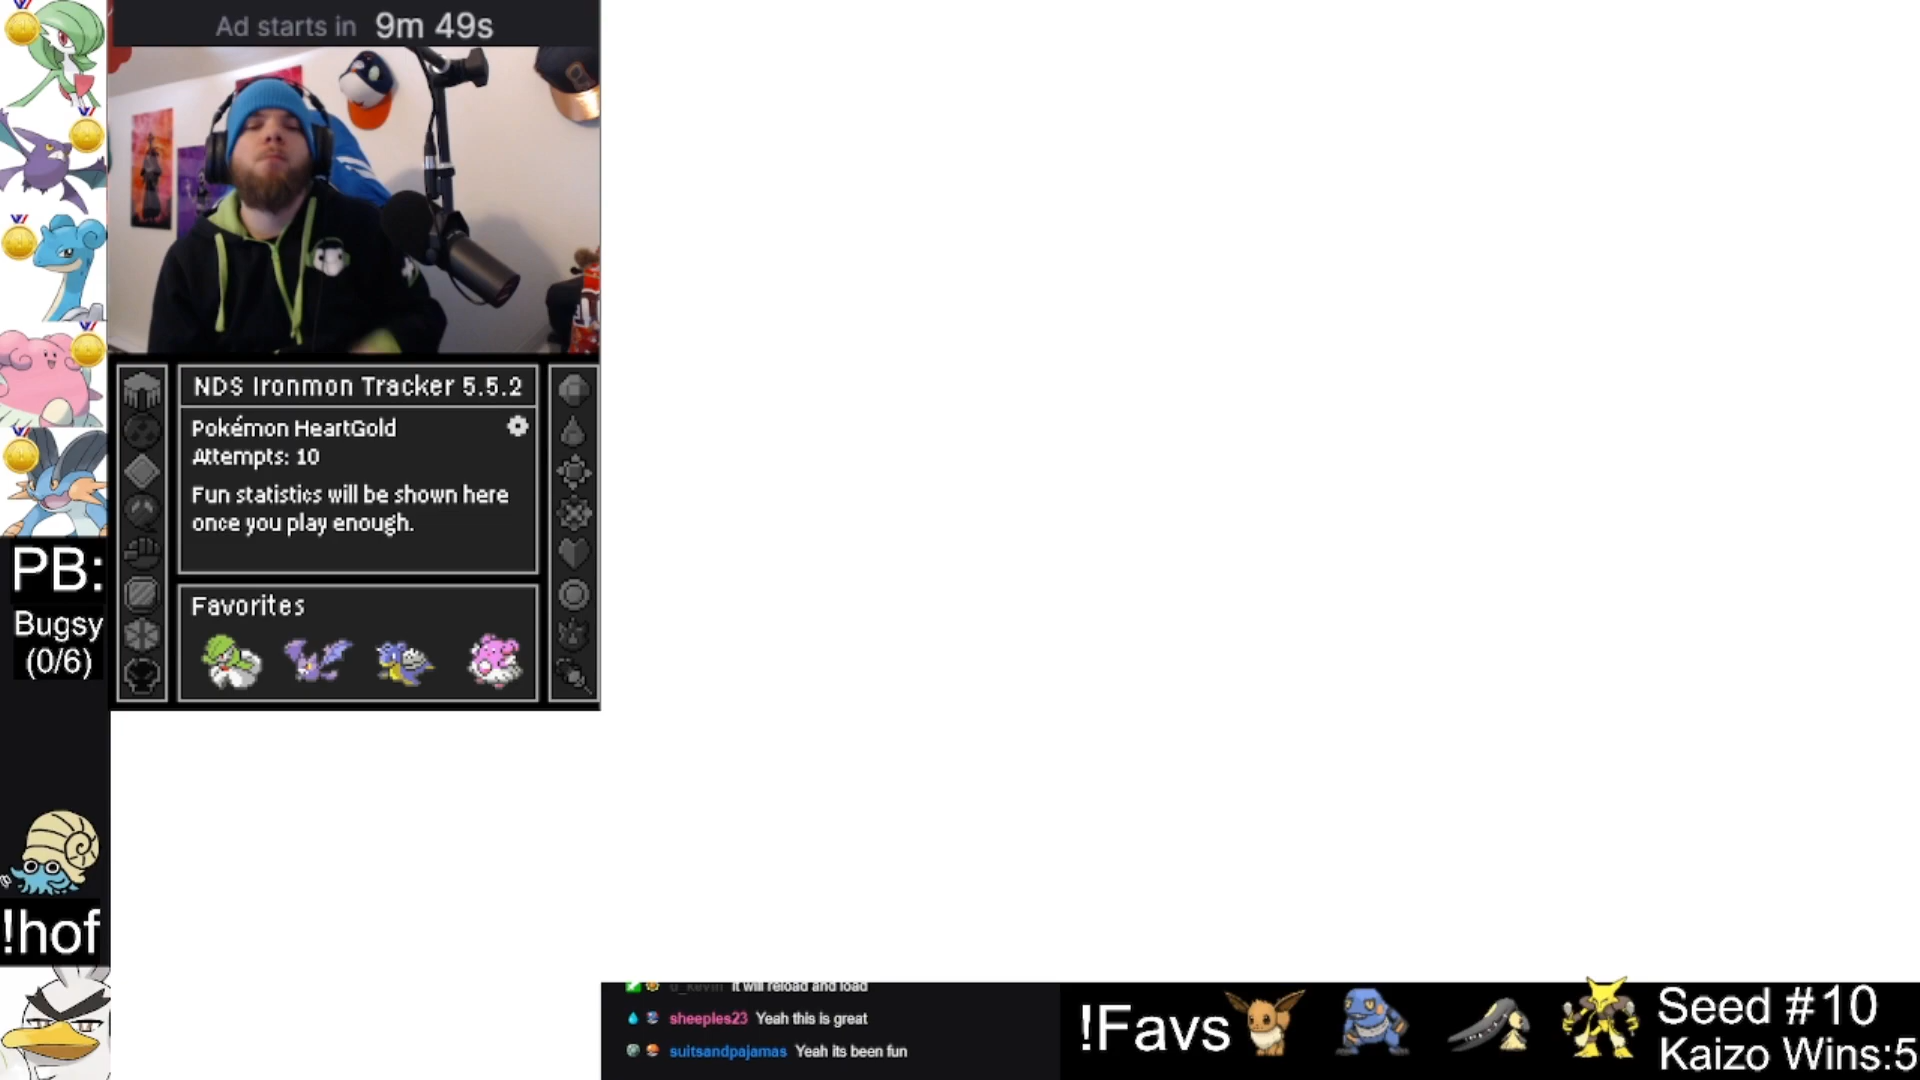 Ad starts in 9m 49s
NDS Ironmon Tracker 5.5.2
Pokémon HeartGold
Attempts: 10
Fun statistics will be shown here
once you play enough.
Favorites
PB:
Bugsy
(0/6)
!hof
It will reload and load
sheeples23 Yeah this is great
suitsandpajamas Yeah its been fun
!Favs
Seed #10
Kaizo Wins:5